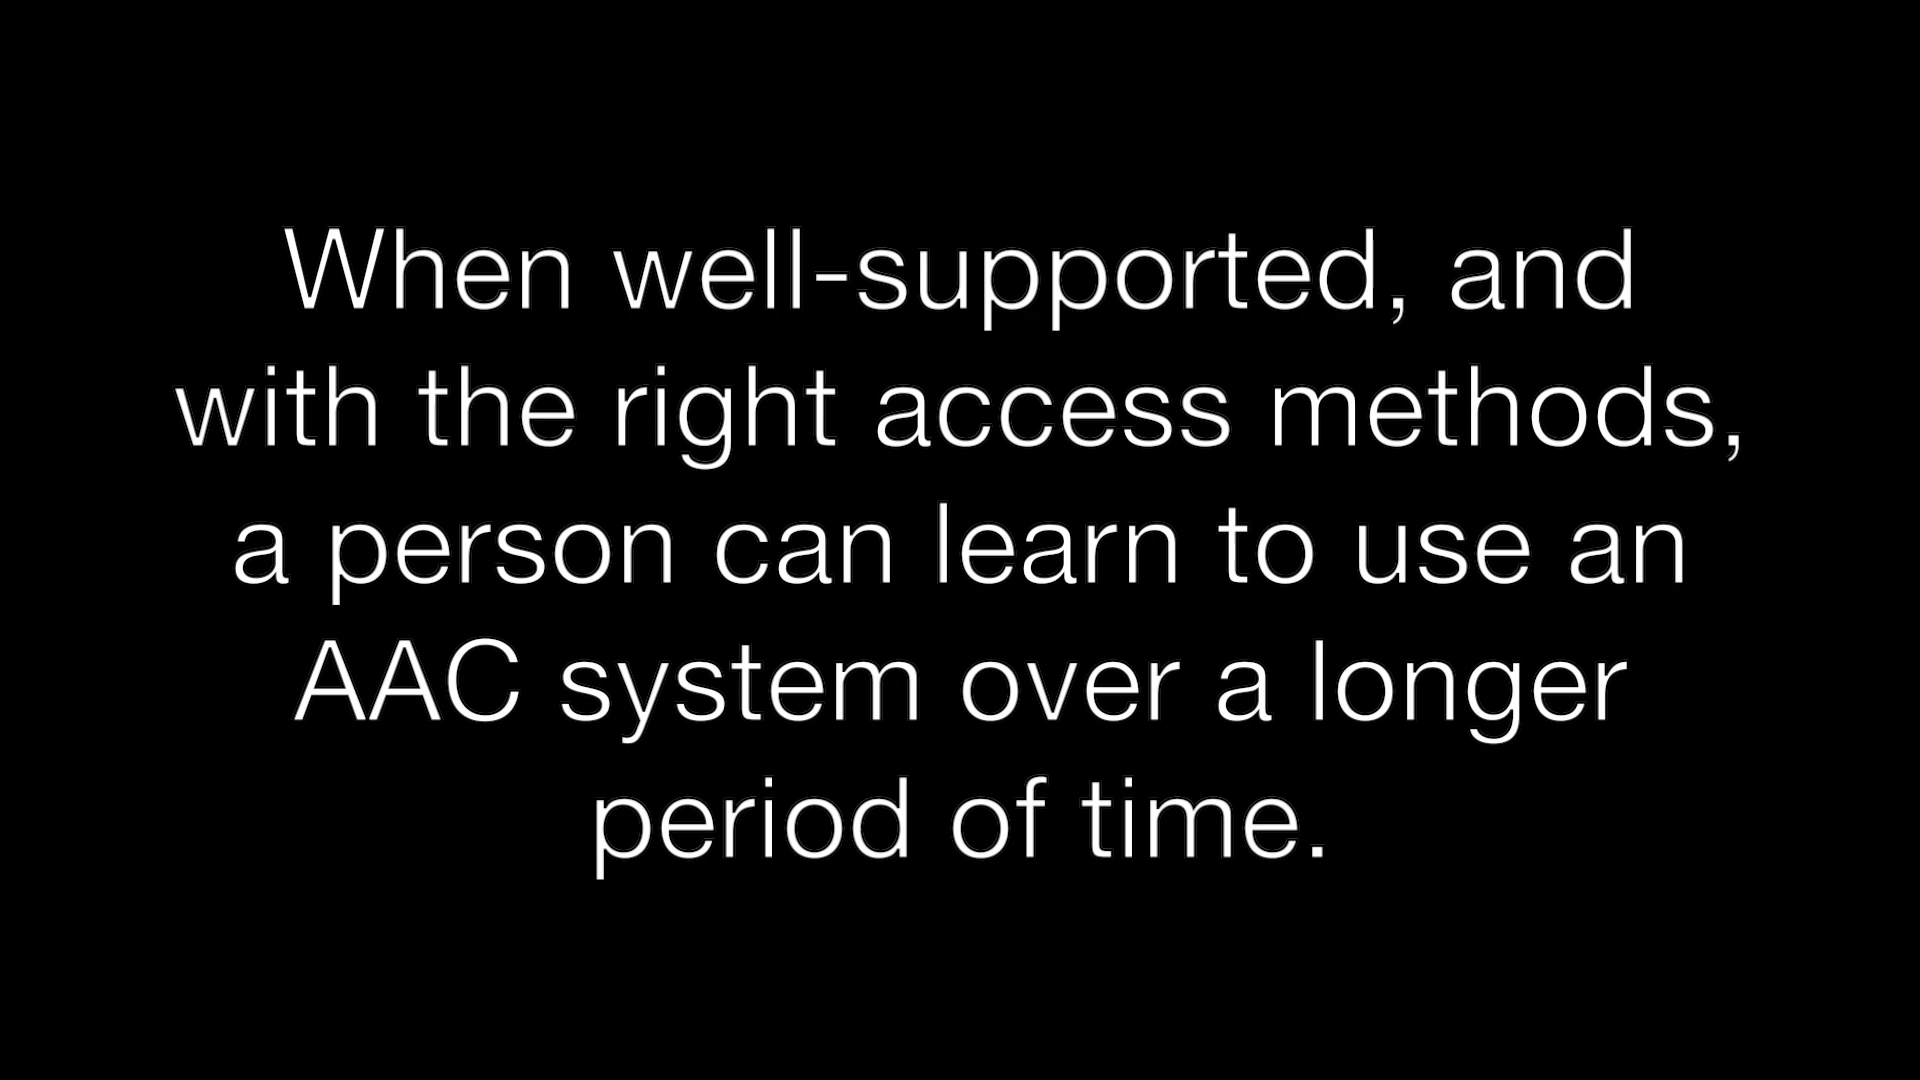 When well-supported, and
with the right access methods,
a person can learn to use an
AAC system over a longer
period of time.